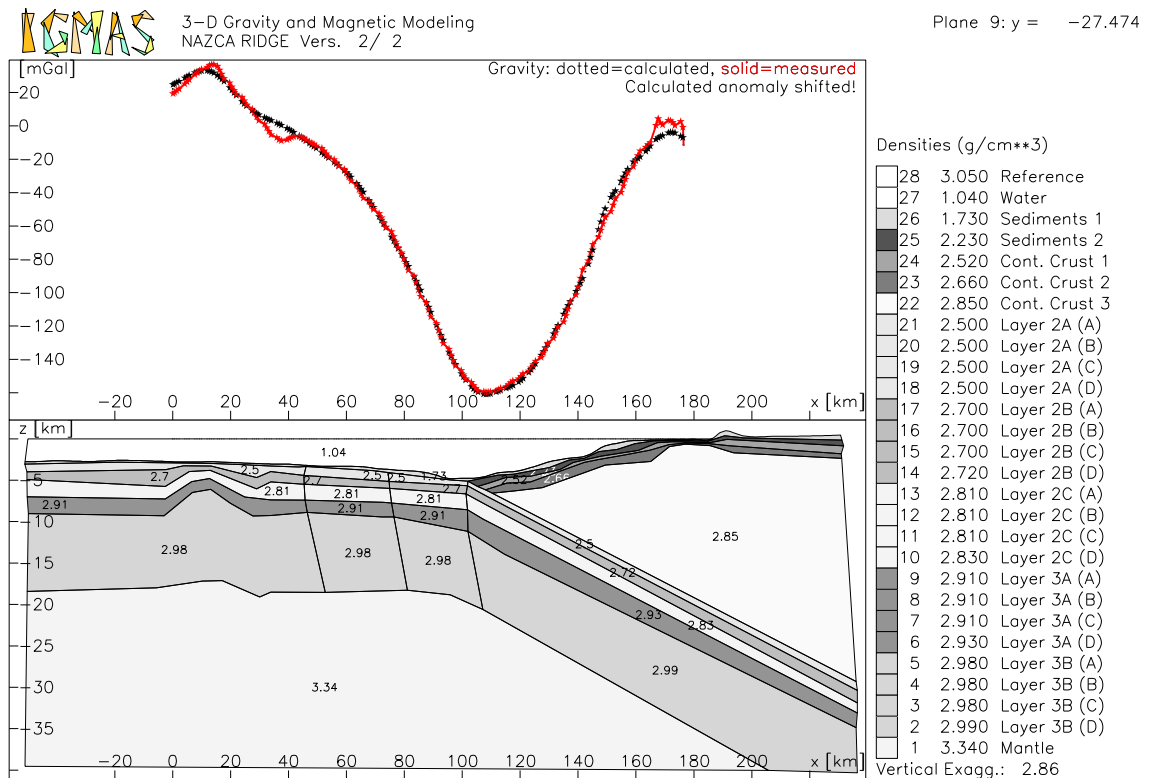 IGMAS
3-D Gravity and Magnetic Modeling
NAZCA RIDGE Vers. 2/ 2
Plane 9: y = -27.474
[mGal]
Gravity: dotted=calculated, solid=measured
Calculated anomaly shifted!
-20
-0
-−20
-−40
-−60
-−80
-−100
-−120
-−140
−20 0 20 40 60 80 100 120 140 160 180 200 x [km]
z [km]
1.04
2.7 2.5 2.7 2.5 2.5 1.73 2.7 2.52
5
2.81 2.81 2.81
2.91 2.91 2.91
10
2.98 2.98 2.98
2.5 2.85
15
2.72
20
2.93 2.83
25
2.99
30
3.34
35
−20 0 20 40 60 80 100 120 140 160 180 200 x [km]
Densities (g/cm**3)
28 3.050 Reference
27 1.040 Water
26 1.730 Sediments 1
25 2.230 Sediments 2
24 2.520 Cont. Crust 1
23 2.660 Cont. Crust 2
22 2.850 Cont. Crust 3
21 2.500 Layer 2A (A)
20 2.500 Layer 2A (B)
19 2.500 Layer 2A (C)
18 2.500 Layer 2A (D)
17 2.700 Layer 2B (A)
16 2.700 Layer 2B (B)
15 2.700 Layer 2B (C)
14 2.720 Layer 2B (D)
13 2.810 Layer 2C (A)
12 2.810 Layer 2C (B)
11 2.810 Layer 2C (C)
10 2.830 Layer 2C (D)
9 2.910 Layer 3A (A)
8 2.910 Layer 3A (B)
7 2.910 Layer 3A (C)
6 2.930 Layer 3A (D)
5 2.980 Layer 3B (A)
4 2.980 Layer 3B (B)
3 2.980 Layer 3B (C)
2 2.990 Layer 3B (D)
1 3.340 Mantle
Vertical Exagg.: 2.86